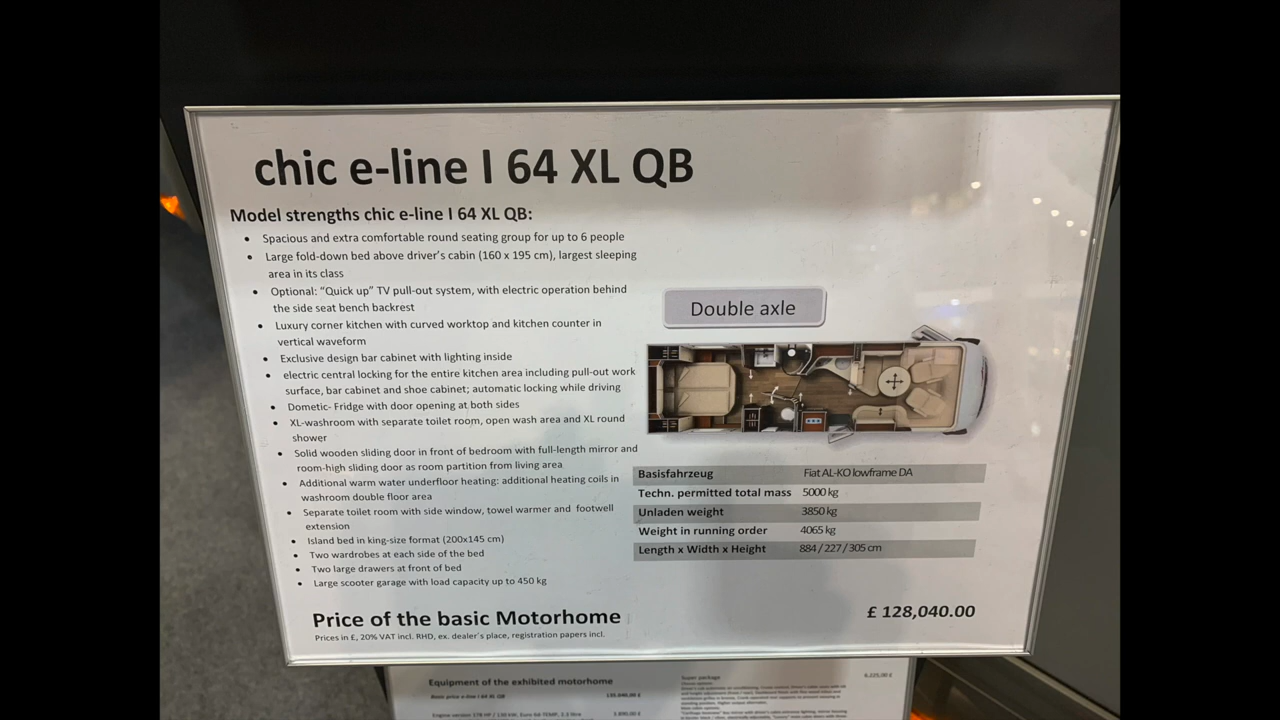 chic e-line I 64 XL QB
Model strengths chic e-line I 64 XL QB:
• Spacious and extra comfortable round seating group for up to 6 people
• Large fold-down bed above driver's cabin (160 x 195 cm), largest sleeping
area in its class
• Optional: "Quick up" TV pull-out system, with electric operation behind
the side seat bench backrest
• Luxury corner kitchen with curved worktop and kitchen counter in
vertical waveform
• Exclusive design bar cabinet with lighting inside
• electric central locking for the entire kitchen area including pull-out work
surface, bar cabinet and shoe cabinet; automatic locking while driving
• Dometic- Fridge with door opening at both sides
• XL-washroom with separate toilet room, open wash area and XL round
shower
• Solid wooden sliding door in front of bedroom with full-length mirror and
room-high sliding door as room partition from living area
• Additional warm water underfloor heating: additional heating coils in
washroom double floor area
• Separate toilet room with side window, towel warmer and footwell
extension
• Island bed in king-size format (200x145 cm)
• Two wardrobes at each side of the bed
• Two large drawers at front of bed
• Large scooter garage with load capacity up to 450 kg
Double axle
Basisfahrzeug Fiat AL-KO lowframe DA
Techn. permitted total mass 5000 kg
Unladen weight 3850 kg
Weight in running order 4065 kg
Length x Width x Height 884 / 227 / 305 cm
Price of the basic Motorhome £ 128,040.00
Prices in £, 20% VAT incl. RHD, ex. dealer's place, registration papers incl.
Equipment of the exhibited motorhome
Basic price e-line I 64 XL QB
Super package
6,225.00 £